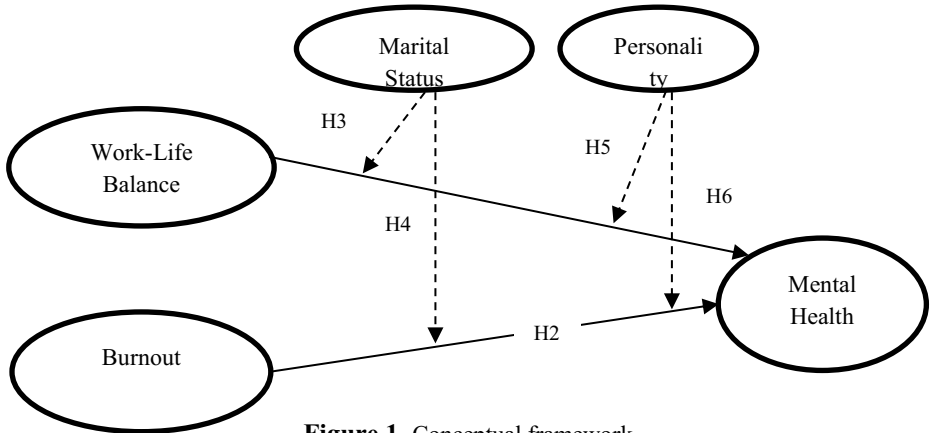 Marital
Status
Personali
ty
H3
H5
Work-Life
Balance
H4
H6
Mental
Health
H2
Burnout
Figure 1. Conceptual framework